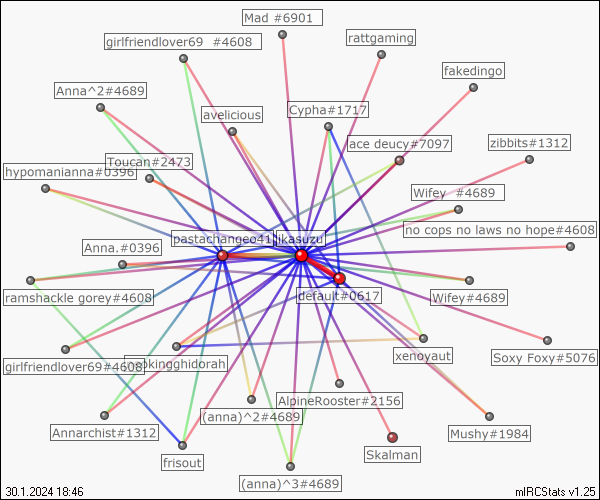 Mad #6901
rattgaming
girlfriendlover69 #4608
fakedingo
Anna^2#4689
avelicious
Cypha#1717
ace deucy#7097
zibbits#1312
Toucan#2473
hypomanianna#0396
Wifey #4689
no cops no laws no hope#4608
pastachangeo41
likasuzu
Anna.#0396
default#0617
ramshackle gorey#4608
Wifey#4689
girlfriendlover69#4608
xenoyaut
Soxy Foxy#5076
AlpineRooster#2156
(anna)^2#4689
Annarchist#1312
Mushy#1984
Skalman
frisout
(anna)^3#4689
30.1.2024 18:46
mIRCStats v1.25